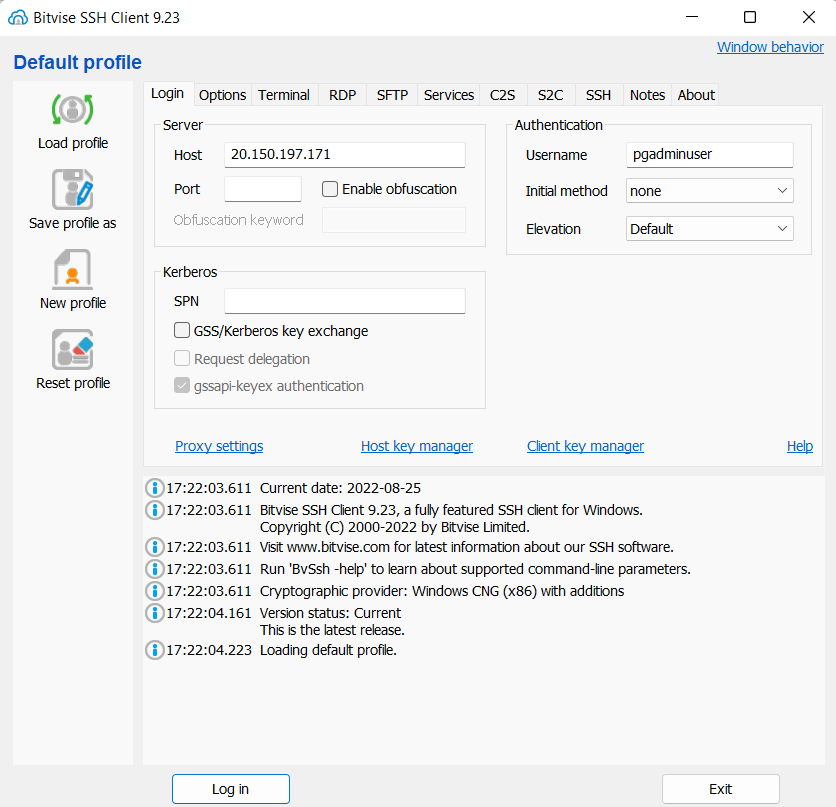 Bitvise SSH Client 9.23
Window behavior
Default profile
Load profile
Save profile as
New profile
Reset profile
Login Options Terminal RDP SFTP Services C2S S2C SSH Notes About
Server
Host 20.150.197.171
Port Enable obfuscation
Obfuscation keyword
Authentication
Username pgadminuser
Initial method none
Elevation Default
Kerberos
SPN
GSS/Kerberos key exchange
Request delegation
gssapi-keyex authentication
Proxy settings Host key manager Client key manager Help
17:22:03.611 Current date: 2022-08-25
17:22:03.611 Bitvise SSH Client 9.23, a fully featured SSH client for Windows.
Copyright (C) 2000-2022 by Bitvise Limited.
17:22:03.611 Visit www.bitvise.com for latest information about our SSH software.
17:22:03.611 Run 'BvSsh -help' to learn about supported command-line parameters.
17:22:03.611 Cryptographic provider: Windows CNG (x86) with additions
17:22:04.161 Version status: Current
This is the latest release.
17:22:04.223 Loading default profile.
Log in Exit